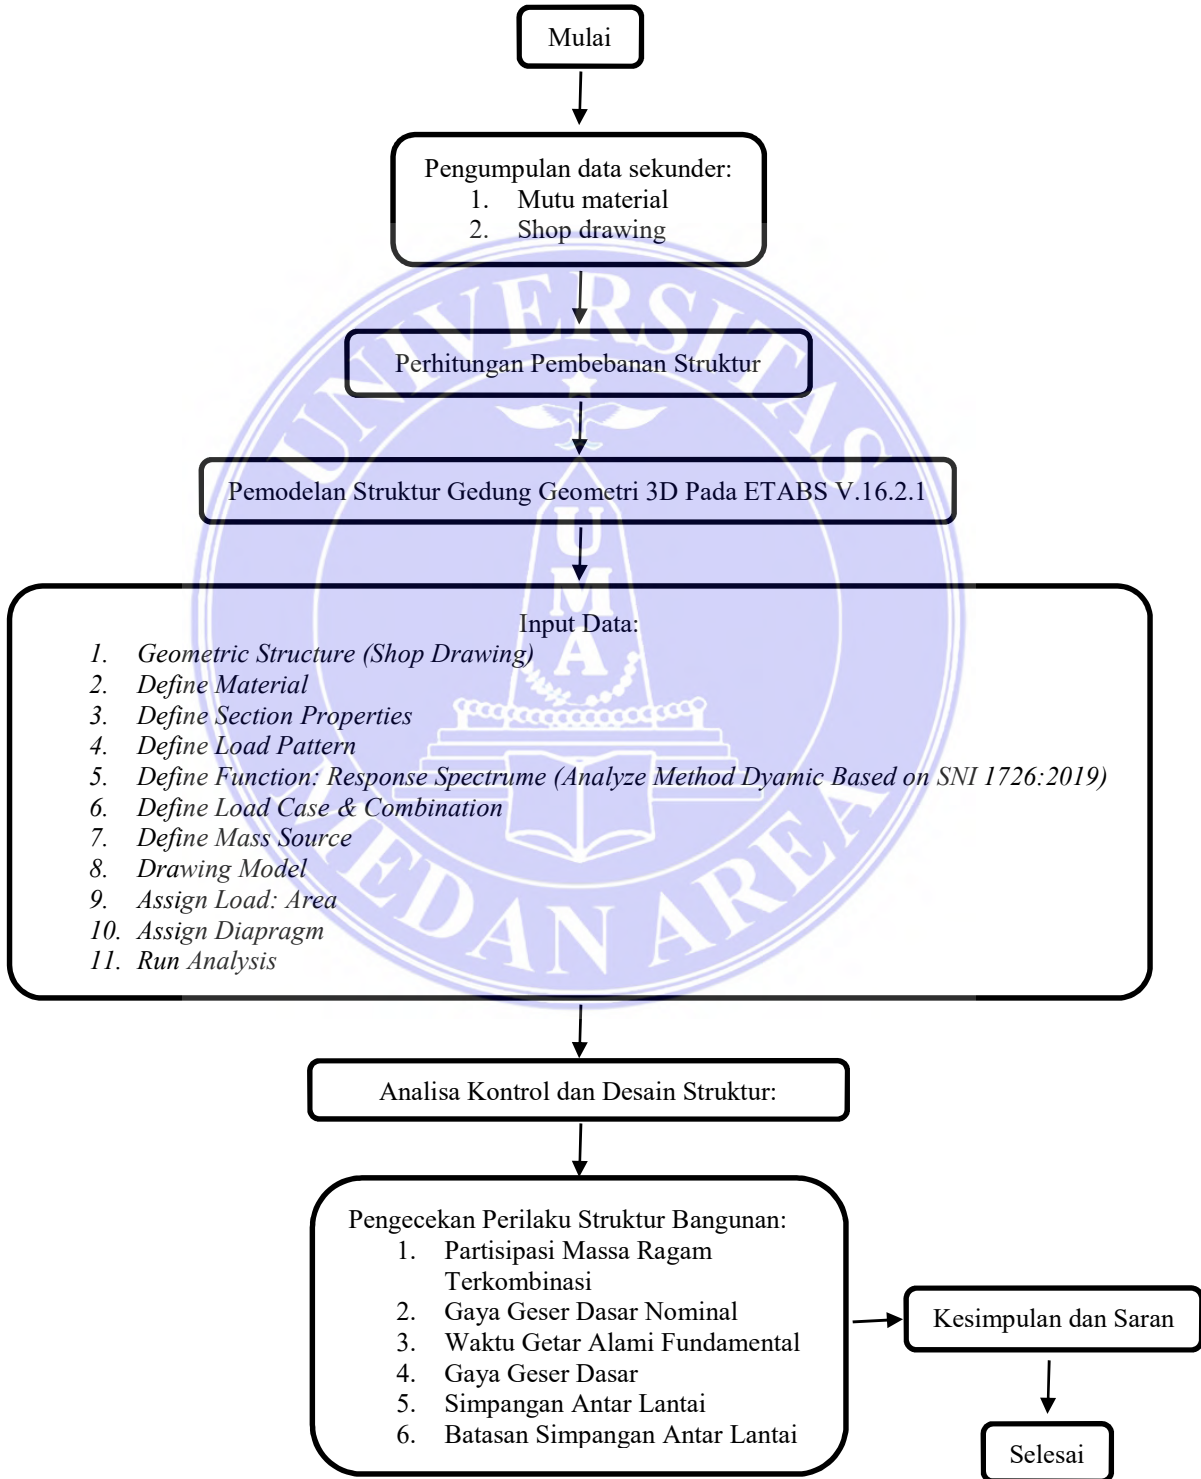 Mulai
Pengumpulan data sekunder:
1. Mutu material
2. Shop drawing
Perhitungan Pembebanan Struktur
Pemodelan Struktur Gedung Geometri 3D Pada ETABS V.16.2.1
Input Data:
1. Geometric Structure (Shop Drawing)
2. Define Material
3. Define Section Properties
4. Define Load Pattern
5. Define Function: Response Spectrume (Analyze Method Dyamic Based on SNI 1726:2019)
6. Define Load Case & Combination
7. Define Mass Source
8. Drawing Model
9. Assign Load: Area
10. Assign Diapragm
11. Run Analysis
Analisa Kontrol dan Desain Struktur:
Pengecekan Perilaku Struktur Bangunan:
1. Partisipasi Massa Ragam
Terkombinasi
2. Gaya Geser Dasar Nominal
3. Waktu Getar Alami Fundamental
4. Gaya Geser Dasar
5. Simpangan Antar Lantai
6. Batasan Simpangan Antar Lantai
Kesimpulan dan Saran
Selesai
UNIVERSITAS
MEDAN AREA
U
M
A